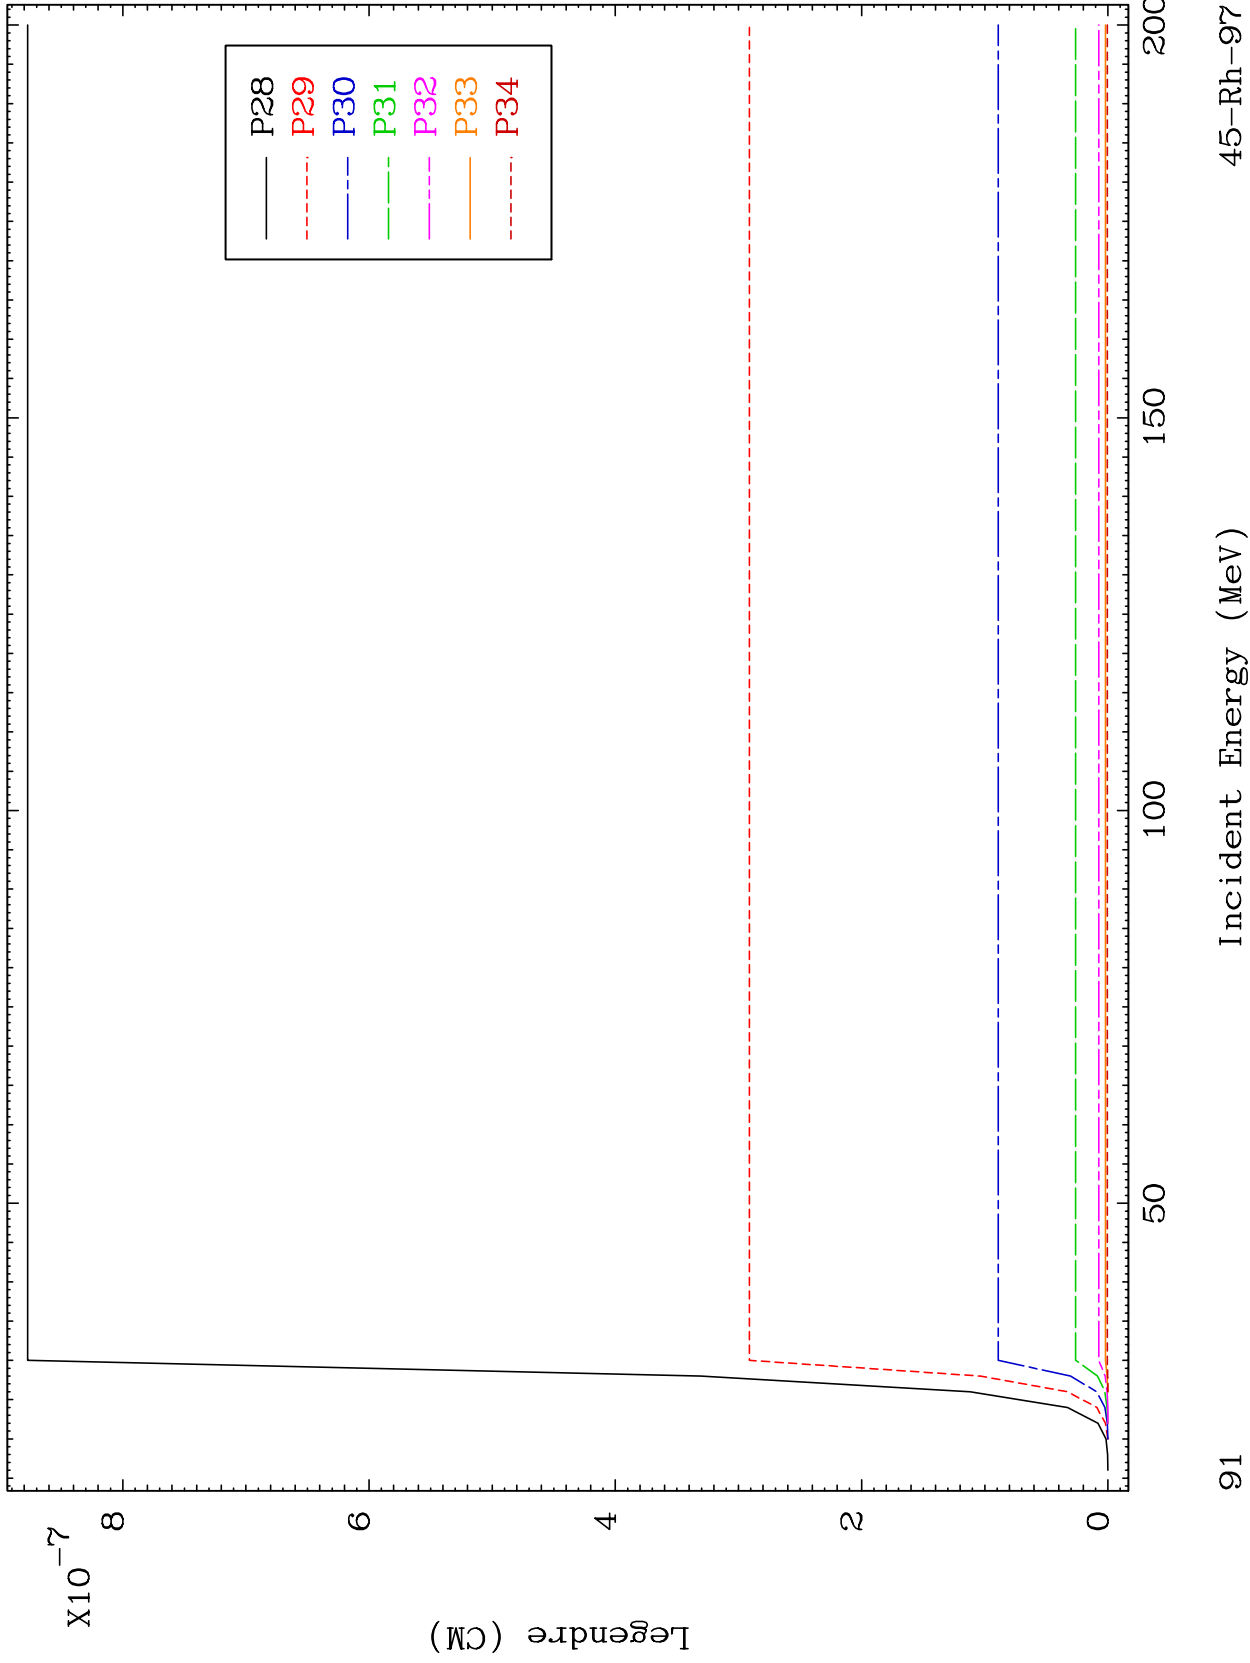 X10-7
8
6
4
2
0
Legendre (CM)
P28
P29
P30
P31
P32
P33
P34
50
100
150
200
Incident Energy (MeV)
91
45-Rh-97